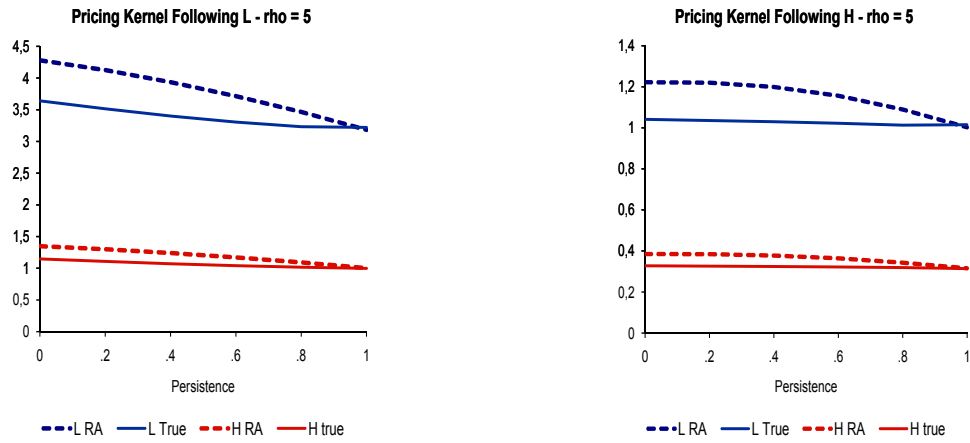 Pricing Kernel Following L - rho = 5
4,5
4
3,5
3
2,5
2
1,5
1
0,5
0
0 .2 .4 .6 .8 1
Persistence
L RA L True H RA H true
Pricing Kernel Following H - rho = 5
1,4
1,2
1
0,8
0,6
0,4
0,2
0
0 .2 .4 .6 .8 1
Persistence
L RA L True H RA H true